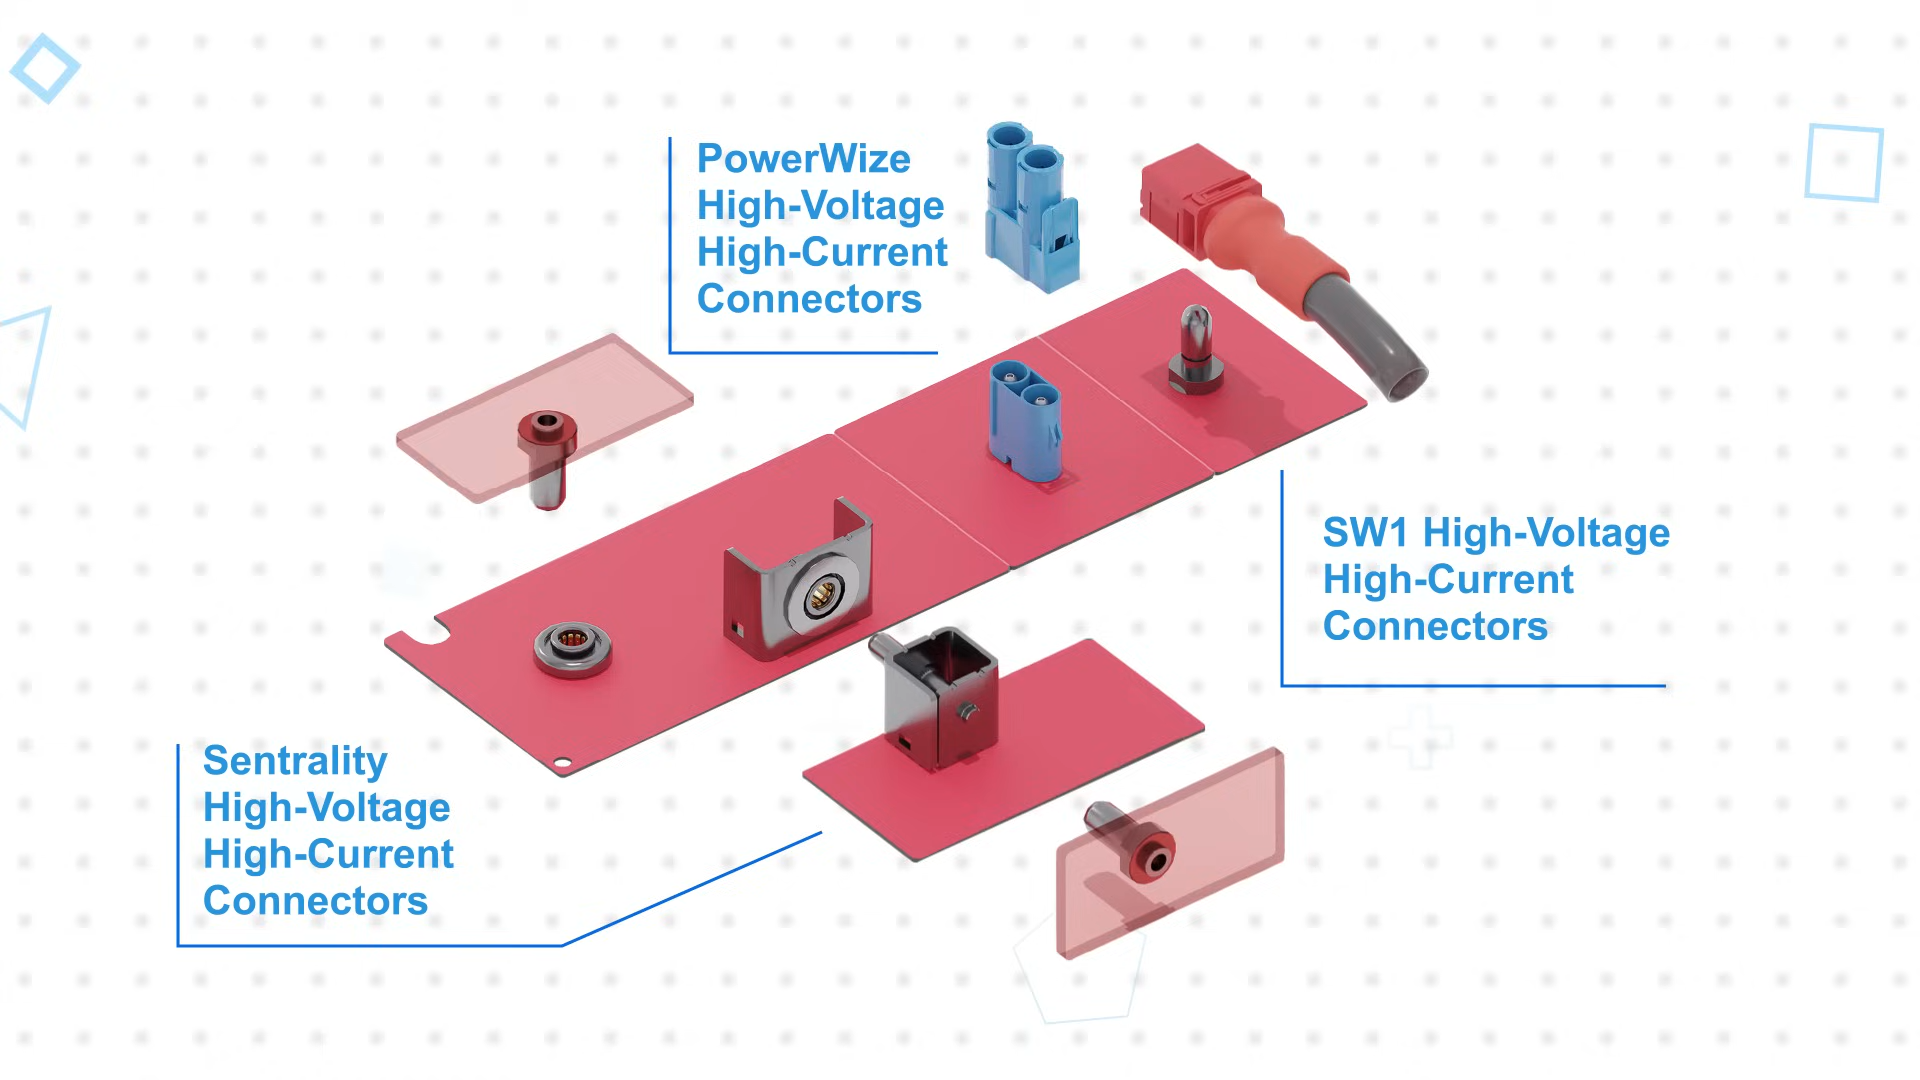 PowerWize
High-Voltage
High-Current
Connectors
SW1 High-Voltage
High-Current
Connectors
Sentrality
High-Voltage
High-Current
Connectors